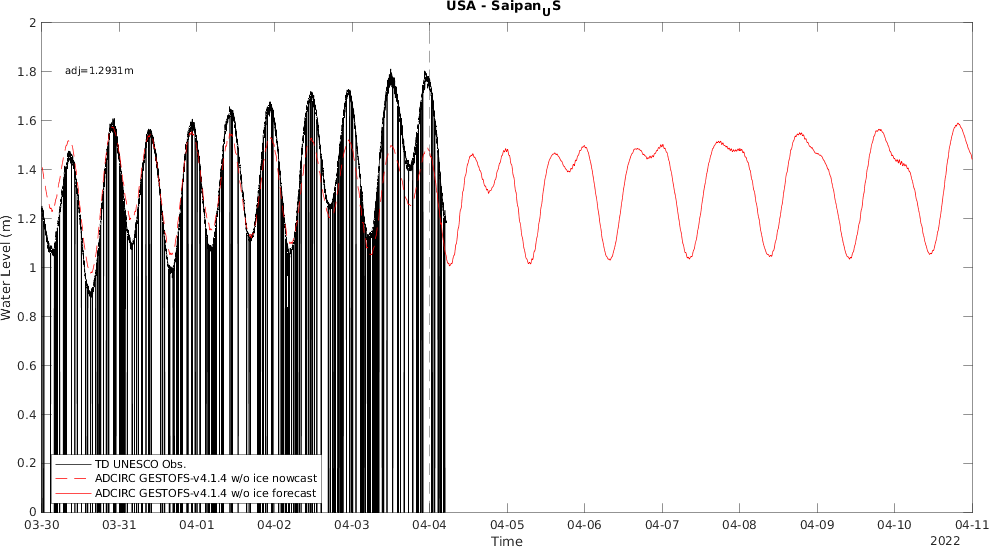 USA - Saipan_US
adj=1.2931m
2
1.8
1.6
1.4
1.2
1
0.8
0.6
0.4
0.2
0
Water Level (m)
TD UNESCO Obs.
ADCIRC GESTOFS-v4.1.4 w/o ice nowcast
ADCIRC GESTOFS-v4.1.4 w/o ice forecast
03-30 03-31 04-01 04-02 04-03 04-04 04-05 04-06 04-07 04-08 04-09 04-10 04-11
Time
2022